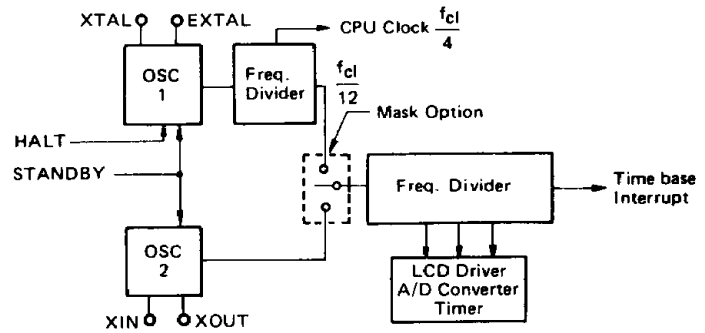 XTAL EXTAL
CPU Clock fcl/4
OSC
1
Freq.
Divider
fcl/12
Mask Option
HALT
STANDBY
Freq. Divider
Time base
Interrupt
OSC
2
LCD Driver
A/D Converter
Timer
XIN XOUT